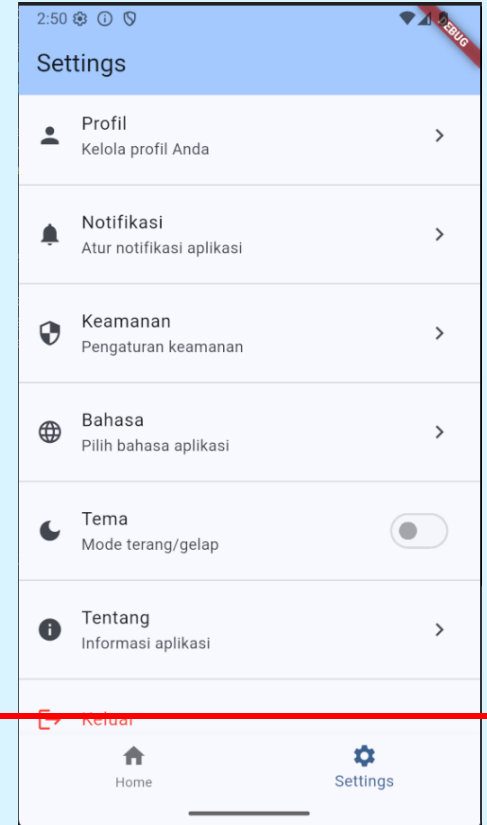 2:50
DEBUG
Settings
Profil
Kelola profil Anda
Notifikasi
Atur notifikasi aplikasi
Keamanan
Pengaturan keamanan
Bahasa
Pilih bahasa aplikasi
Tema
Mode terang/gelap
Tentang
Informasi aplikasi
Keluar
Home
Settings